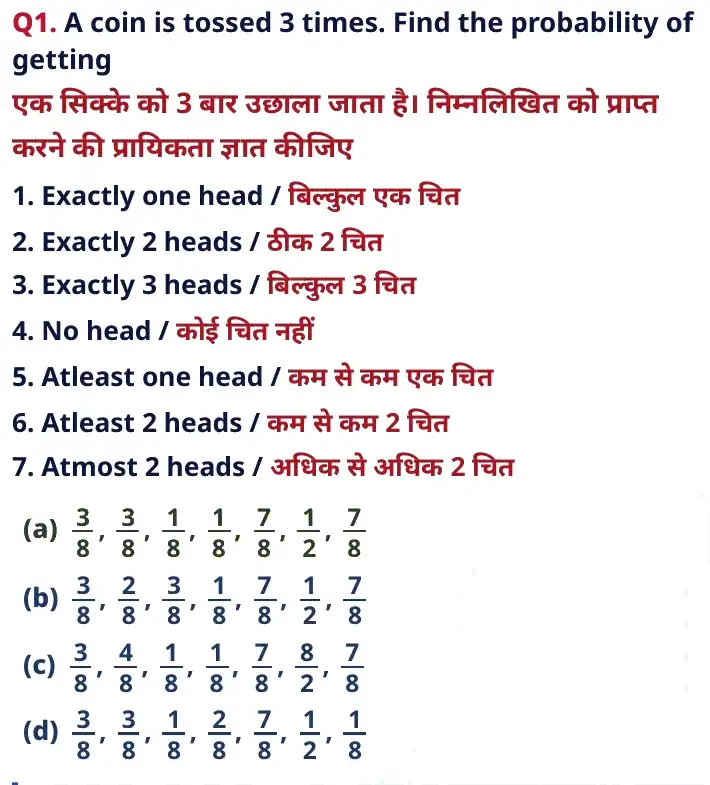 Q1. A coin is tossed 3 times. Find the probability of
getting
एक सिक्के को 3 बार उछाला जाता है। निम्नलिखित को प्राप्त
करने की प्रायिकता ज्ञात कीजिए
1. Exactly one head / बिल्कुल एक चित
2. Exactly 2 heads / ठीक 2 चित
3. Exactly 3 heads / बिल्कुल 3 चित
4. No head / कोई चित नहीं
5. Atleast one head / कम से कम एक चित
6. Atleast 2 heads / कम से कम 2 चित
7. Atmost 2 heads / अधिक से अधिक 2 चित
(a) 3/8, 3/8, 1/8, 1/8, 7/8, 1/2, 7/8
(b) 3/8, 2/8, 3/8, 1/8, 7/8, 1/2, 7/8
(c) 3/8, 4/8, 1/8, 1/8, 7/8, 8/2, 7/8
(d) 3/8, 3/8, 1/8, 2/8, 7/8, 1/2, 1/8